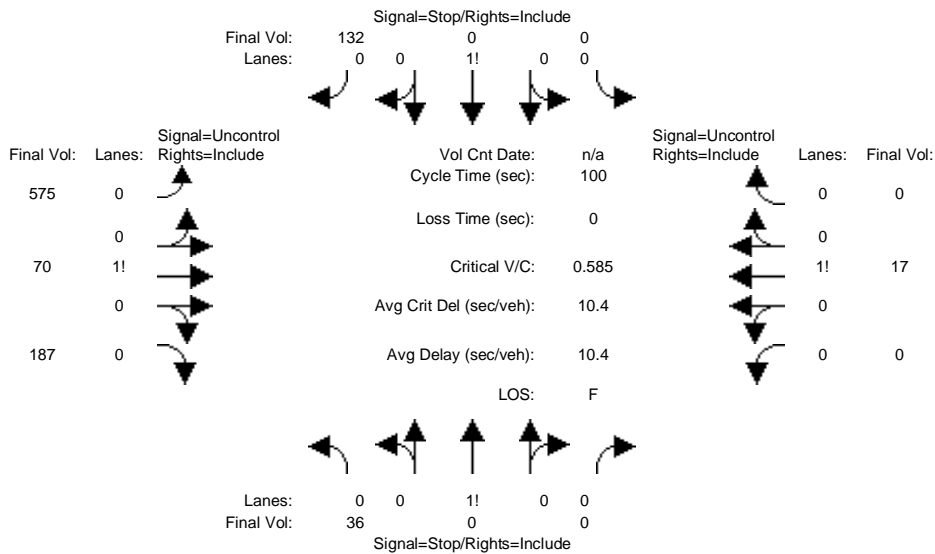 Signal=Stop/Rights=Include
Final Vol: 132 0 0
Lanes: 0 0 1! 0 0
Signal=Uncontrol
Final Vol: Lanes: Rights=Include
Vol Cnt Date: n/a
Signal=Uncontrol
Rights=Include Lanes: Final Vol:
Cycle Time (sec): 100
575 0
0 0
Loss Time (sec): 0
0
0
70 1!
Critical V/C: 0.585
1! 17
0
Avg Crit Del (sec/veh): 10.4
0
187 0
Avg Delay (sec/veh): 10.4
0 0
LOS: F
Lanes: 0 0 1! 0 0
Final Vol: 36 0 0
Signal=Stop/Rights=Include